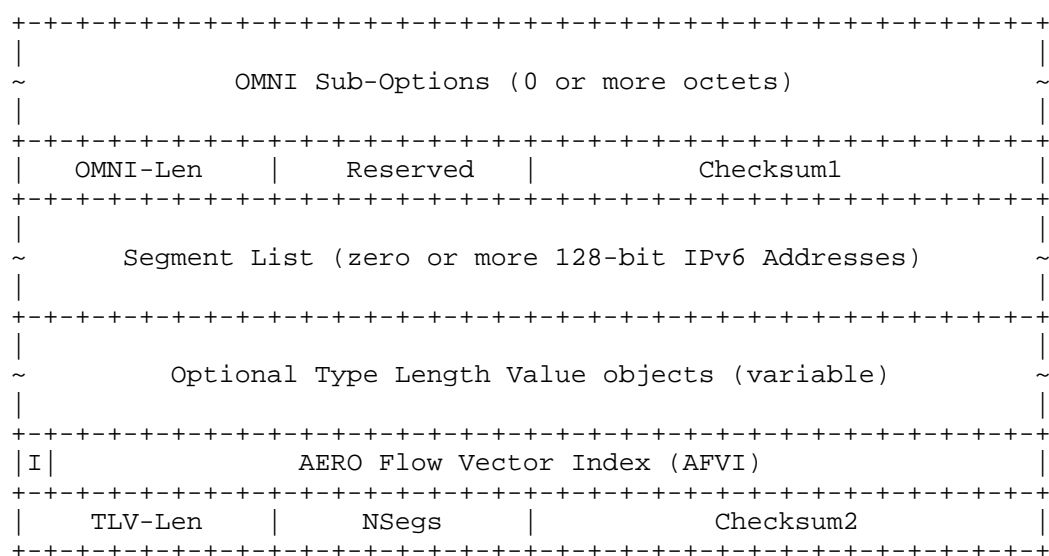 +-+-+-+-+-+-+-+-+-+-+-+-+-+-+-+-+-+-+-+-+-+-+-+-+-+-+-+-+-+-+-+-+
|                                                               |
~              OMNI Sub-Options (0 or more octets)              ~
|                                                               |
+-+-+-+-+-+-+-+-+-+-+-+-+-+-+-+-+-+-+-+-+-+-+-+-+-+-+-+-+-+-+-+-+
|    OMNI-Len   |    Reserved   |          Checksum1            |
+-+-+-+-+-+-+-+-+-+-+-+-+-+-+-+-+-+-+-+-+-+-+-+-+-+-+-+-+-+-+-+-+
|                                                               |
~       Segment List (zero or more 128-bit IPv6 Addresses)      ~
|                                                               |
+-+-+-+-+-+-+-+-+-+-+-+-+-+-+-+-+-+-+-+-+-+-+-+-+-+-+-+-+-+-+-+-+
|                                                               |
~          Optional Type Length Value objects (variable)        ~
|                                                               |
+-+-+-+-+-+-+-+-+-+-+-+-+-+-+-+-+-+-+-+-+-+-+-+-+-+-+-+-+-+-+-+-+
|I|               AERO Flow Vector Index (AFVI)                 |
+-+-+-+-+-+-+-+-+-+-+-+-+-+-+-+-+-+-+-+-+-+-+-+-+-+-+-+-+-+-+-+-+
|     TLV-Len   |     NSegs     |           Checksum2           |
+-+-+-+-+-+-+-+-+-+-+-+-+-+-+-+-+-+-+-+-+-+-+-+-+-+-+-+-+-+-+-+-+